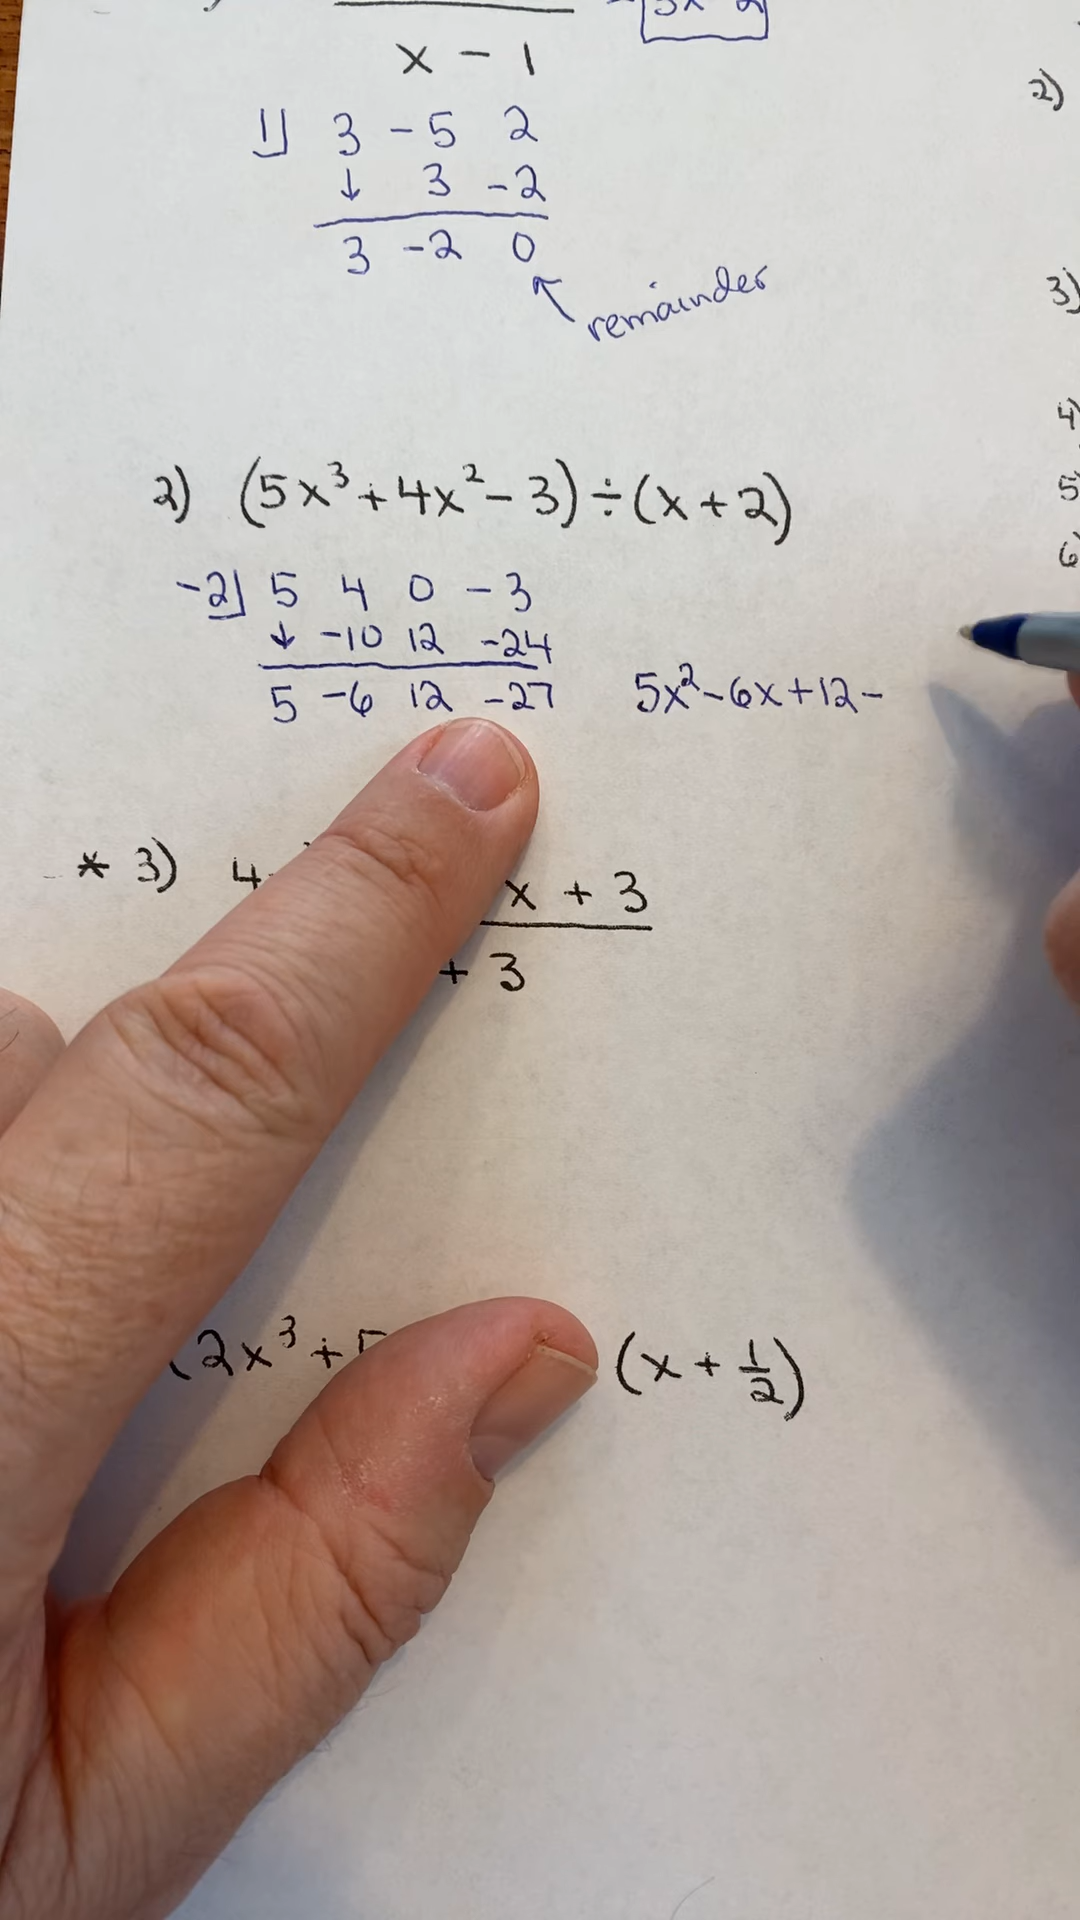 x - 1
1 3 -5 2
↓ 3 -2
3 -2 0
remainder
2) (5x³ + 4x² - 3) ÷ (x + 2)
-2 5 4 0 -3
↓ -10 12 -24
5 -6 12 -27 5x² - 6x + 12 -
* 3) 4 x + 3
+ 3
(2x³ + 5 (x + 1/2)
2)
3)
4)
5)
6)